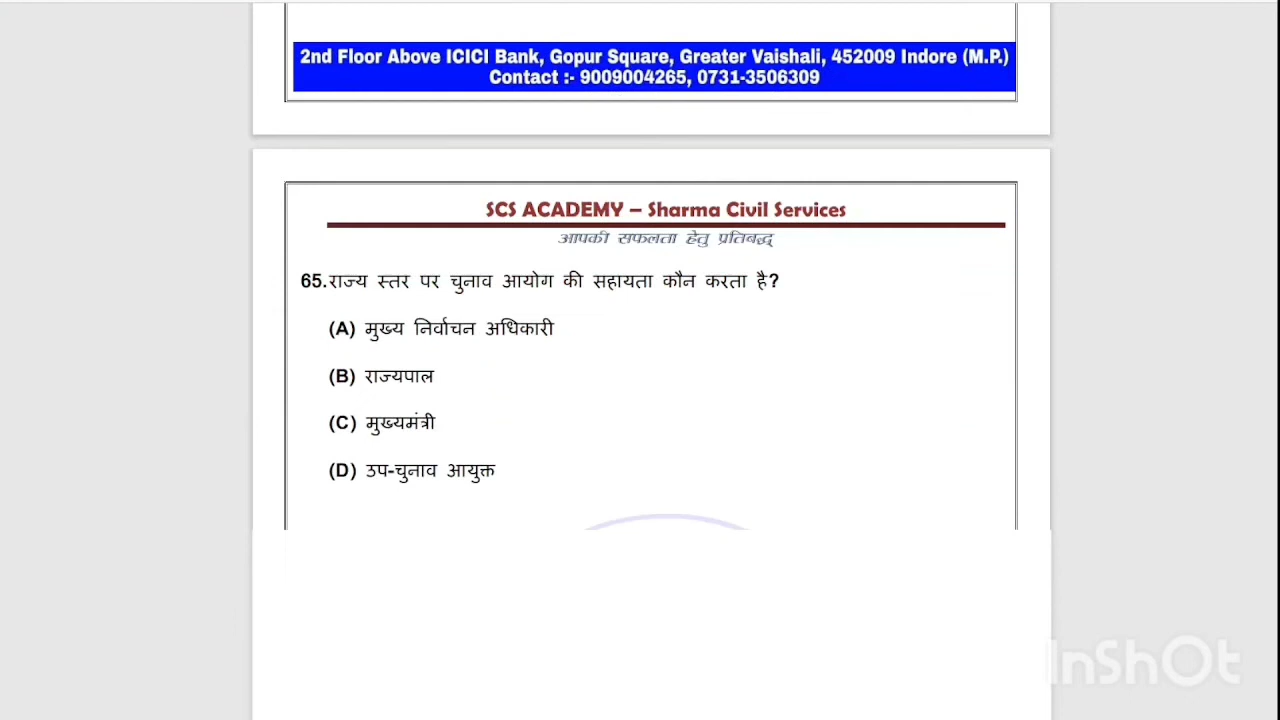 2nd Floor Above ICICI Bank, Gopur Square, Greater Vaishali, 452009 Indore (M.P.)
Contact :- 9009004265, 0731-3506309
SCS ACADEMY – Sharma Civil Services
आपकी सफलता हेतु प्रतिबद्ध
65.राज्य स्तर पर चुनाव आयोग की सहायता कौन करता है?
(A) मुख्य निर्वाचन अधिकारी
(B) राज्यपाल
(C) मुख्यमंत्री
(D) उप-चुनाव आयुक्त
InShOt